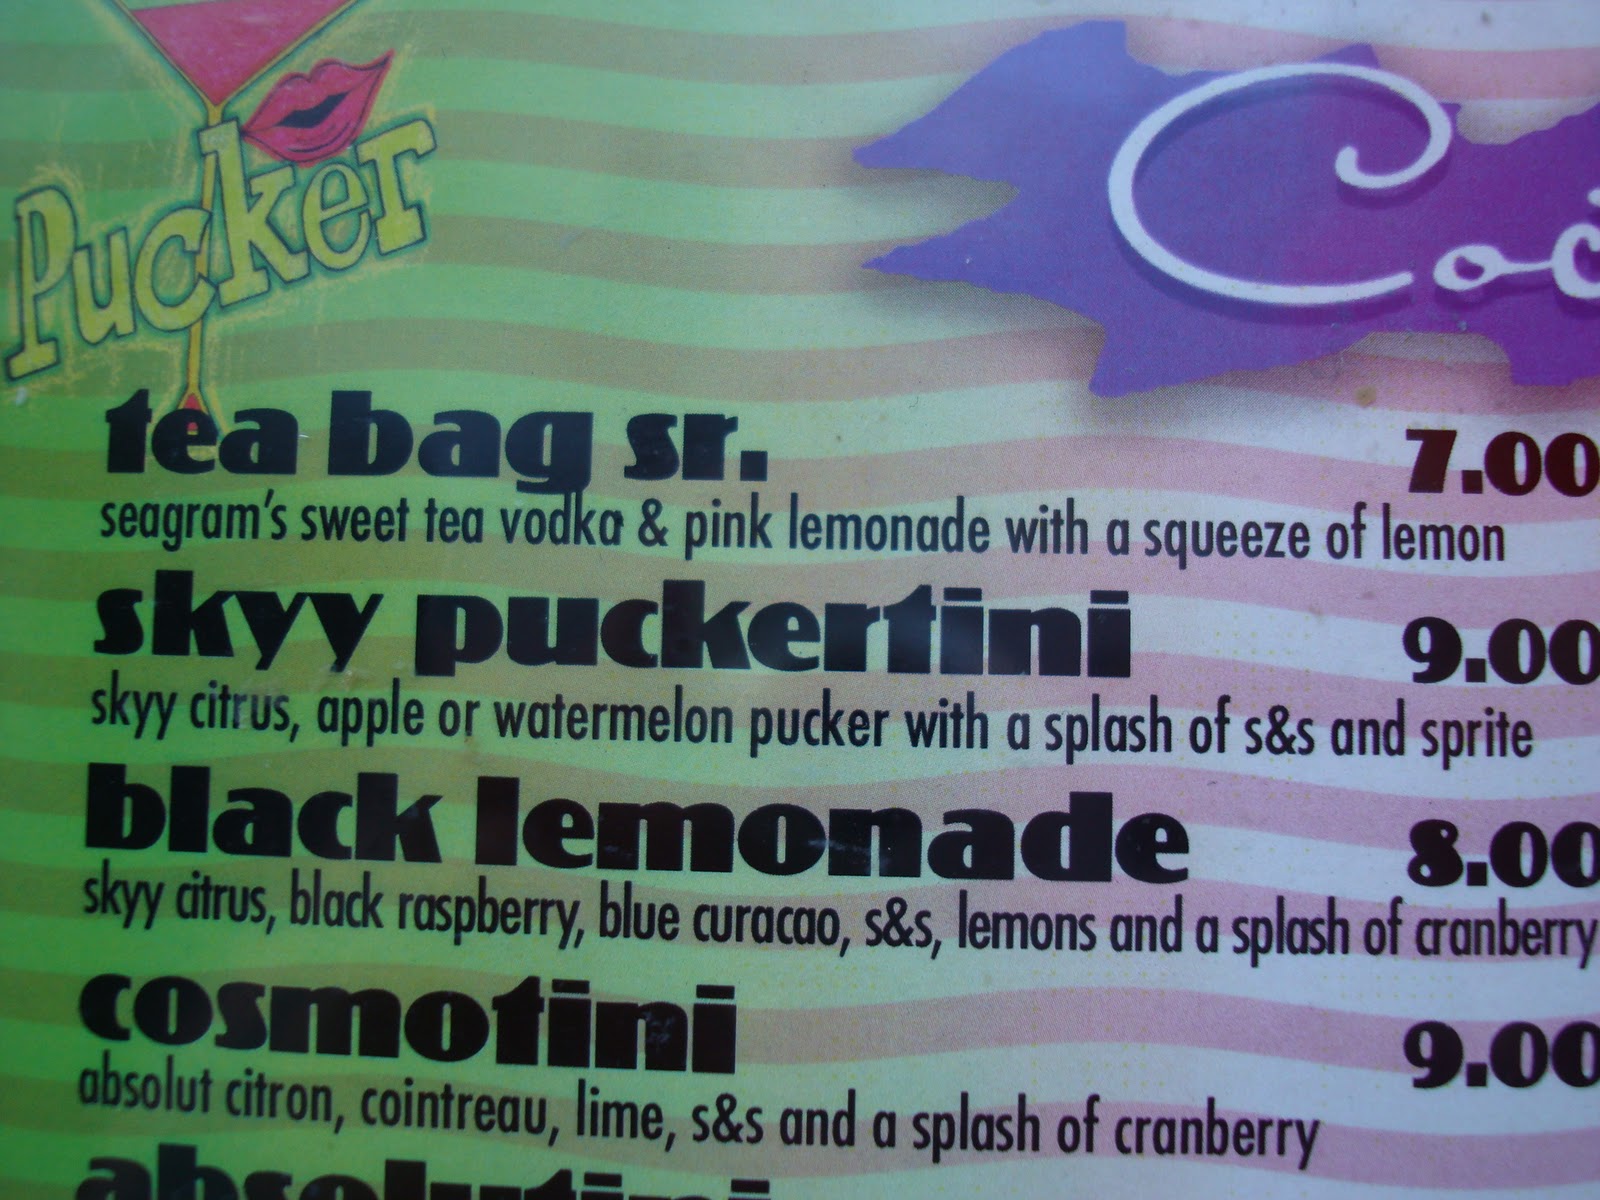 Pucker
tea bag sr. 7.00
seagram's sweet tea vodka & pink lemonade with a squeeze of lemon
skyy puckertini 9.00
skyy citrus, apple or watermelon pucker with a splash of s&s and sprite
black lemonade 8.00
skyy citrus, black raspberry, blue curacao, s&s, lemons and a splash of cranberry
cosmotini 9.00
absolut citron, cointreau, lime, s&s and a splash of cranberry
absolutini